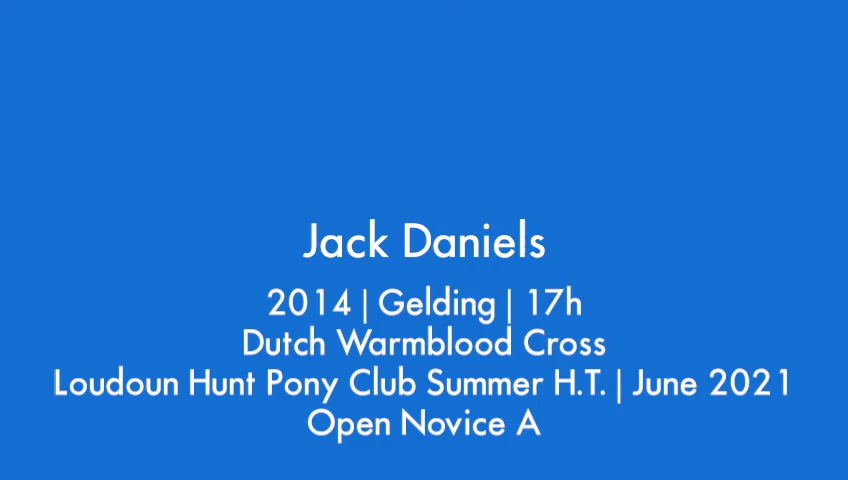 Jack Daniels
2014 | Gelding | 17h
Dutch Warmblood Cross
Loudoun Hunt Pony Club Summer H.T. | June 2021
Open Novice A